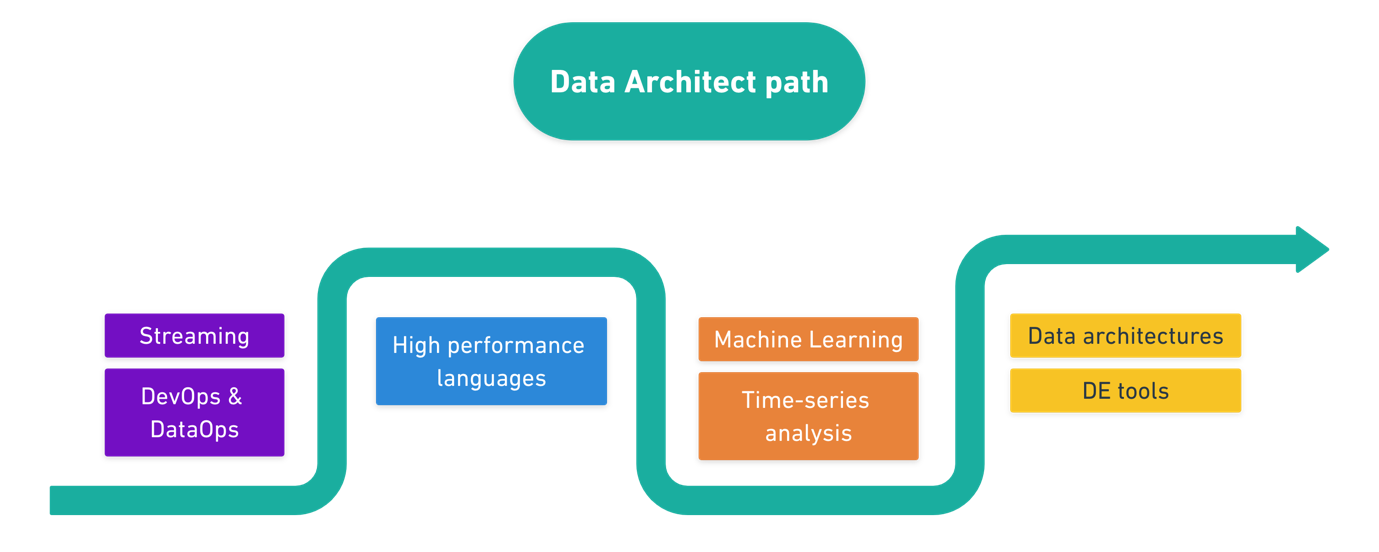 Data Architect path
Streaming
DevOps &
DataOps
High performance
languages
Machine Learning
Time-series
analysis
Data architectures
DE tools